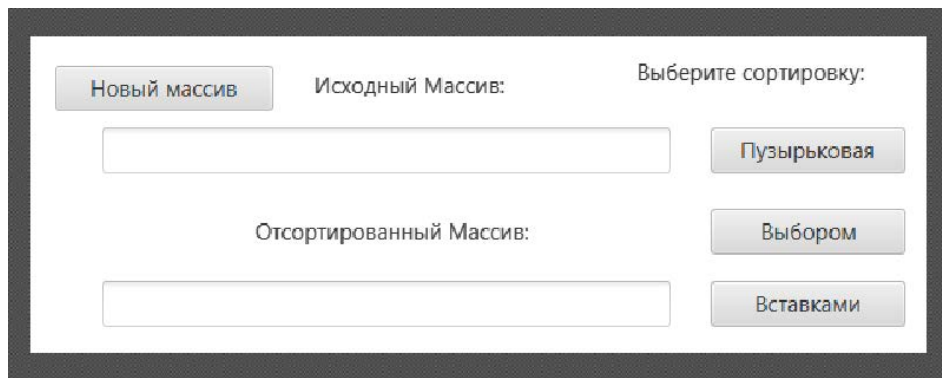 Новый массив
Исходный Массив:
Выберите сортировку:
Пузырьковая
Отсортированный Массив:
Выбором
Вставками